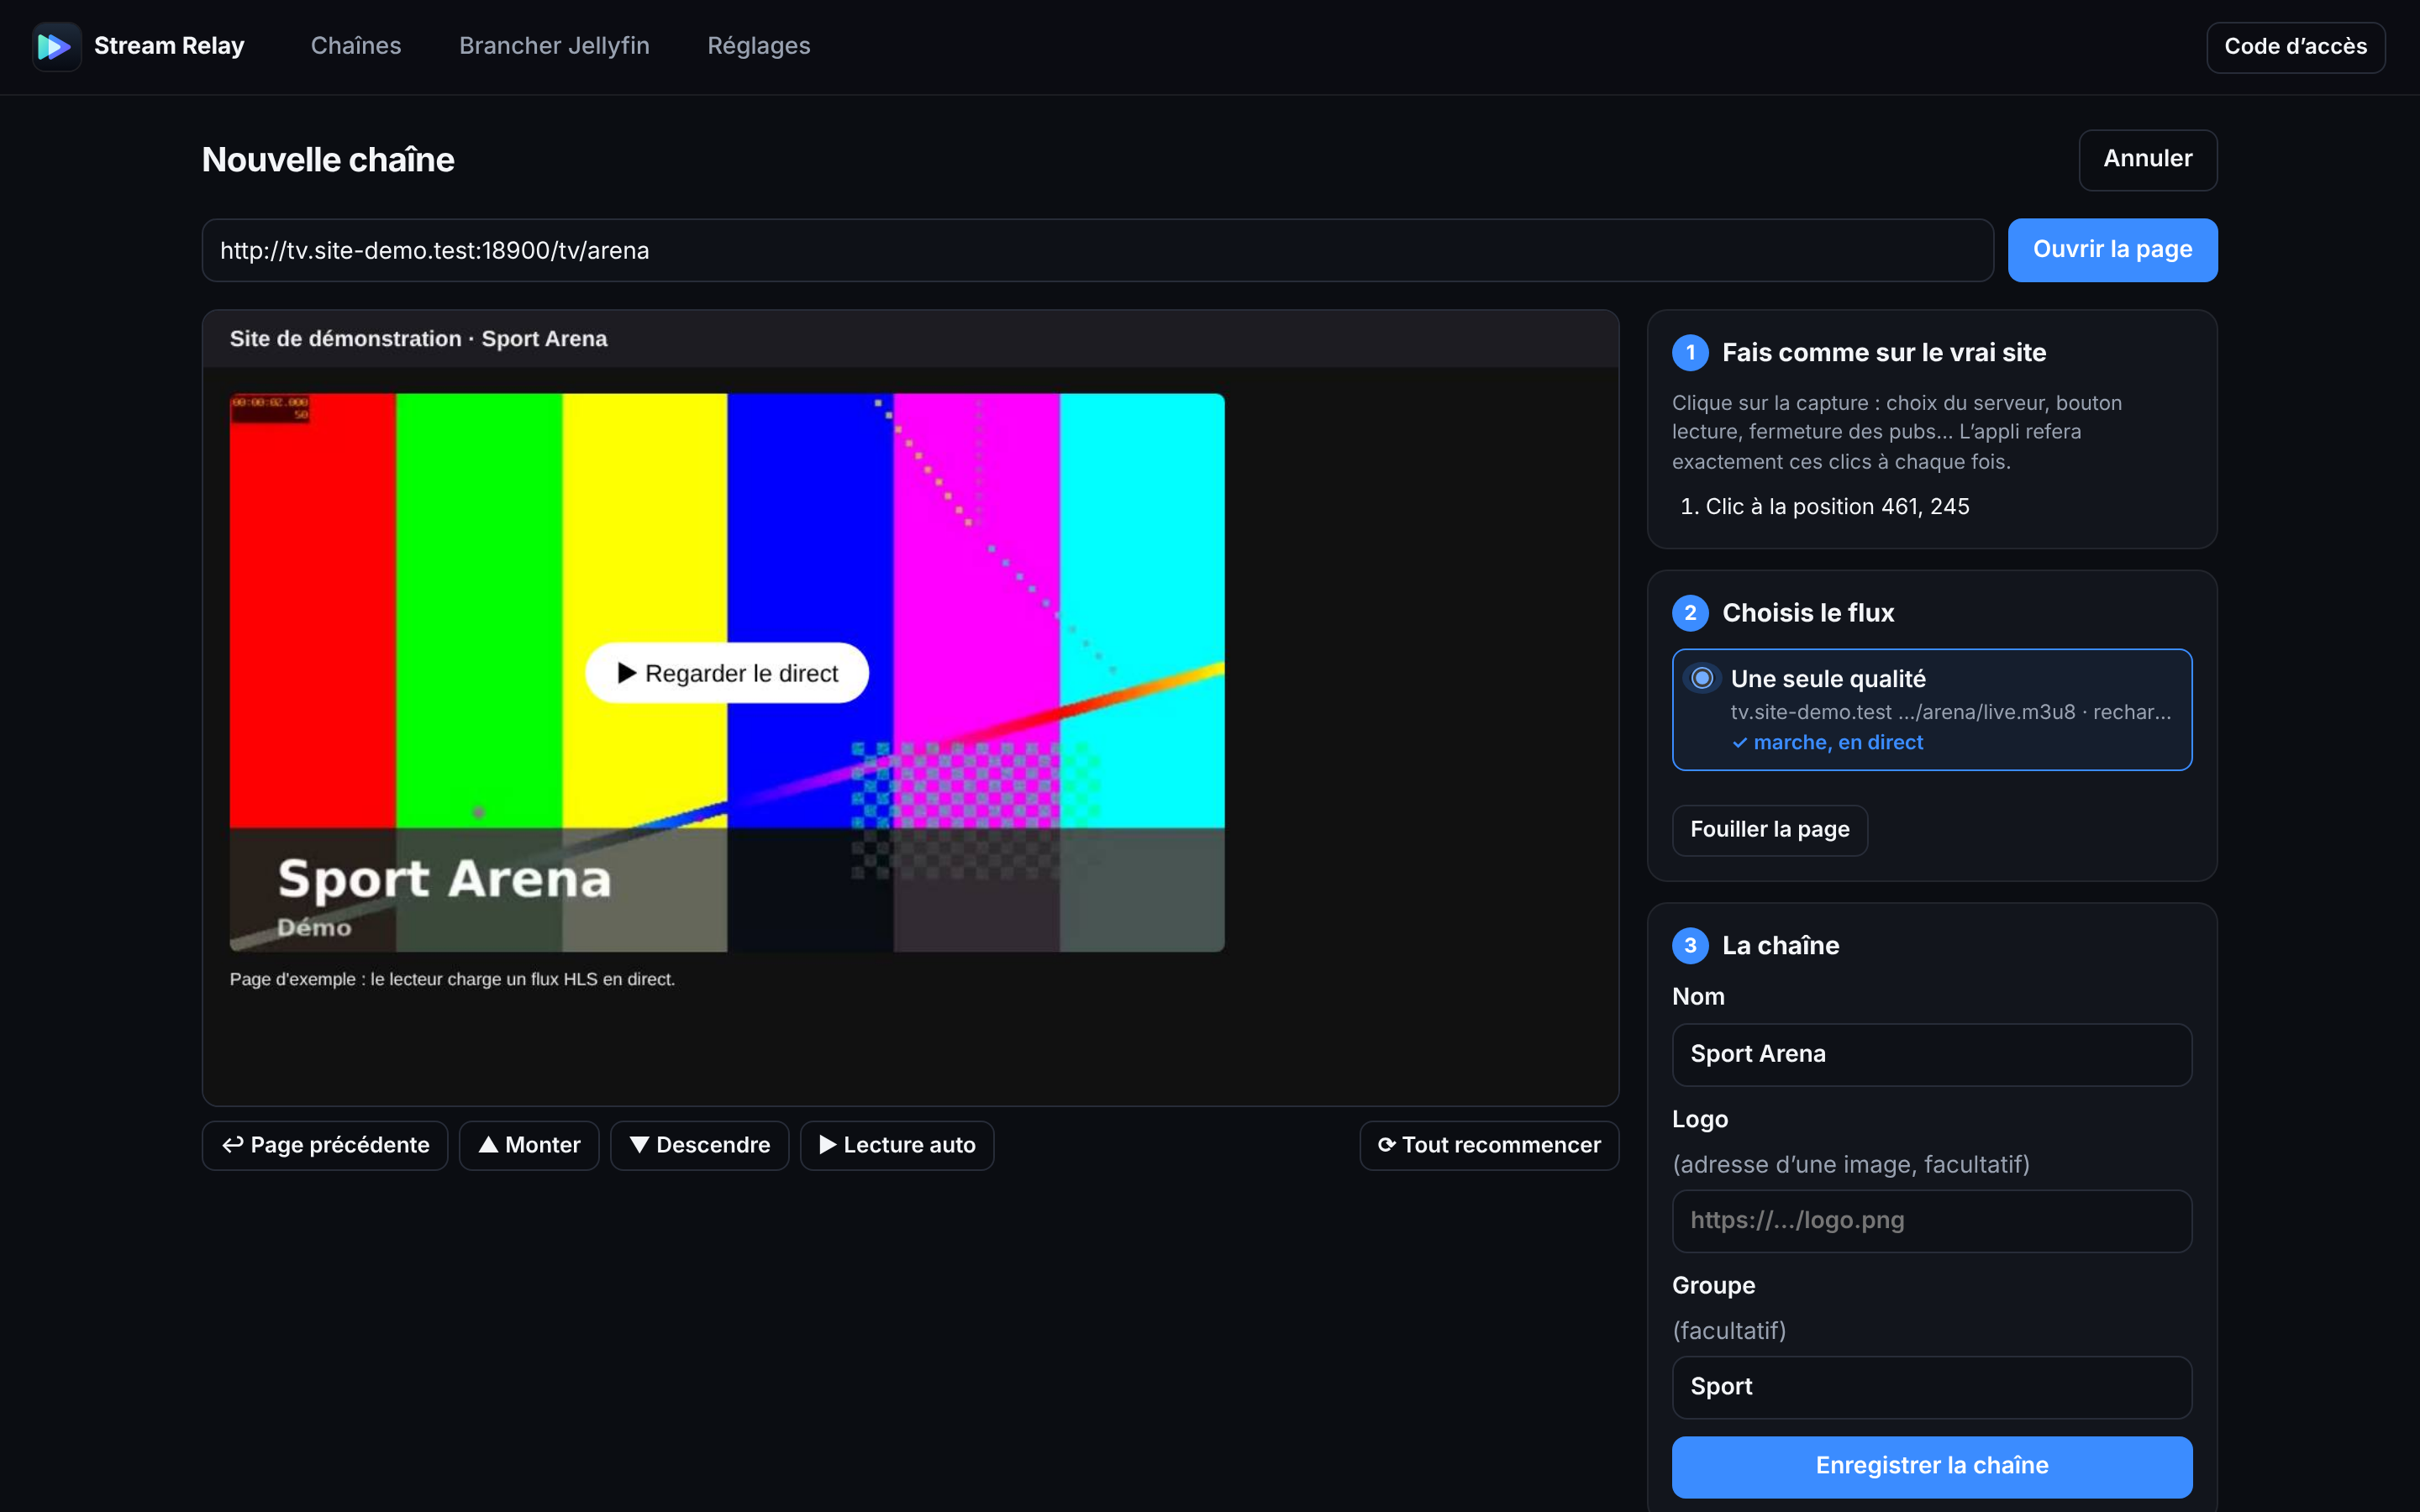 Stream Relay
Chaînes
Brancher Jellyfin
Réglages
Code d’accès
Nouvelle chaîne
Annuler
http://tv.site-demo.test:18900/tv/arena
Ouvrir la page
Site de démonstration · Sport Arena
00:00:02.000
50
▶ Regarder le direct
Sport Arena
Démo
Page d'exemple : le lecteur charge un flux HLS en direct.
↩ Page précédente
▲ Monter
▼ Descendre
▶ Lecture auto
⟳ Tout recommencer
1 Fais comme sur le vrai site
Clique sur la capture : choix du serveur, bouton
lecture, fermeture des pubs… L’appli refera
exactement ces clics à chaque fois.
1. Clic à la position 461, 245
2 Choisis le flux
Une seule qualité
tv.site-demo.test …/arena/live.m3u8 · rechar…
✓ marche, en direct
Fouiller la page
3 La chaîne
Nom
Sport Arena
Logo
(adresse d’une image, facultatif)
https://…/logo.png
Groupe
(facultatif)
Sport
Enregistrer la chaîne